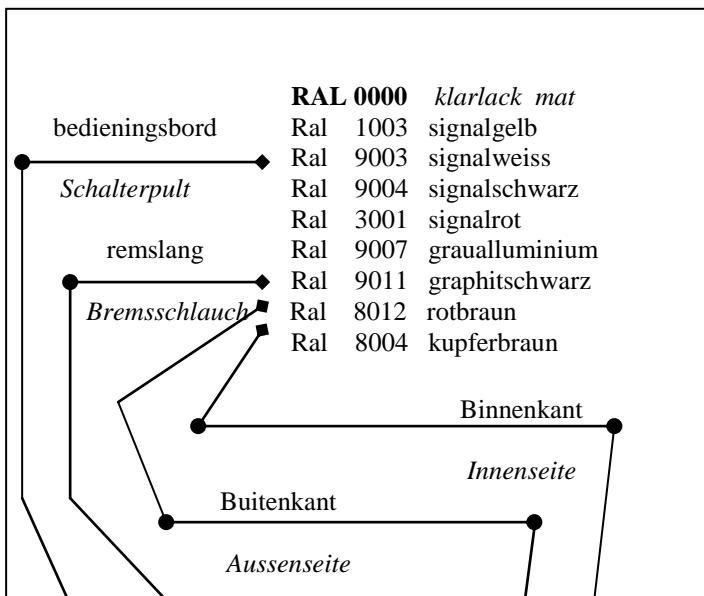 RAL 0000 klarlack mat
bedieningsbord
Ral 1003 signalgelb
Ral 9003 signalweiss
Schalterpult
Ral 9004 signalschwarz
Ral 3001 signalrot
remslang
Ral 9007 graualluminium
Ral 9011 graphitschwarz
Bremsschlauch
Ral 8012 rotbraun
Ral 8004 kupferbraun
Binnenkant
Innenseite
Buitenkant
Aussenseite